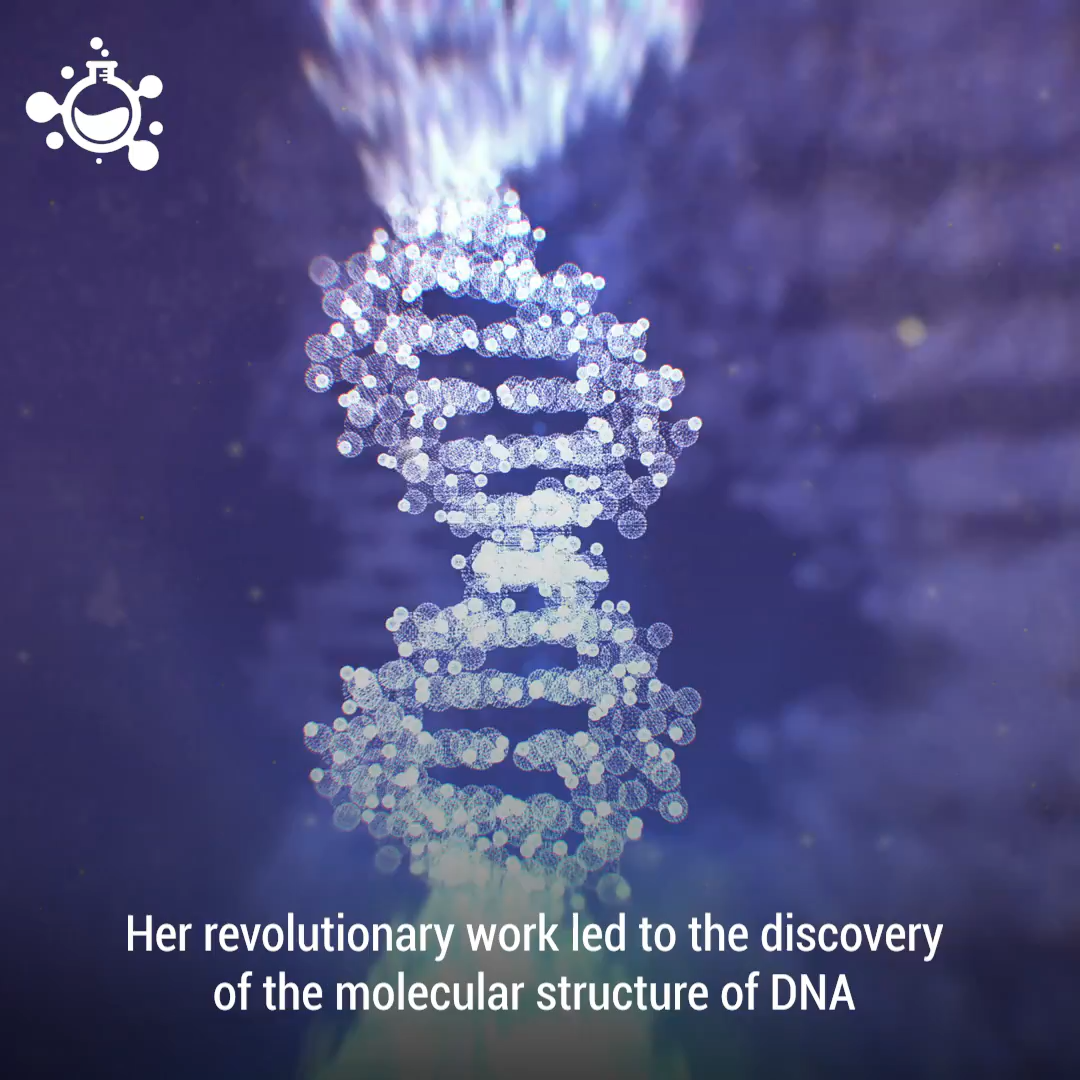 Her revolutionary work led to the discovery
of the molecular structure of DNA